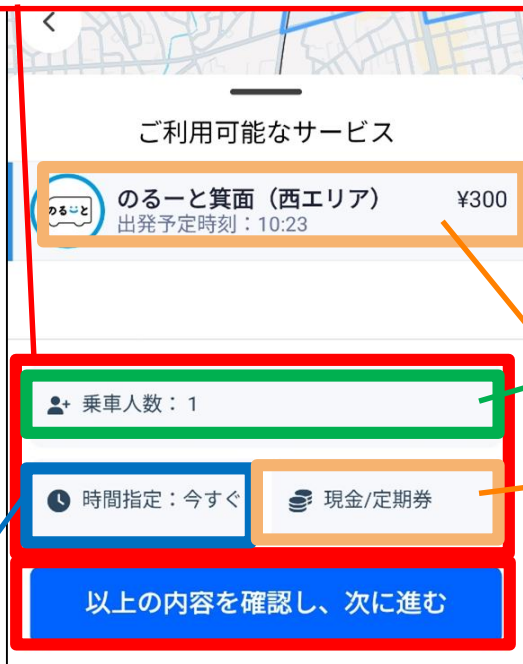 ご利用可能なサービス
のるーと
のるーと箕面（西エリア） ¥300
出発予定時刻：10:23
乗車人数：1
時間指定：今すぐ 現金/定期券
以上の内容を確認し、次に進む